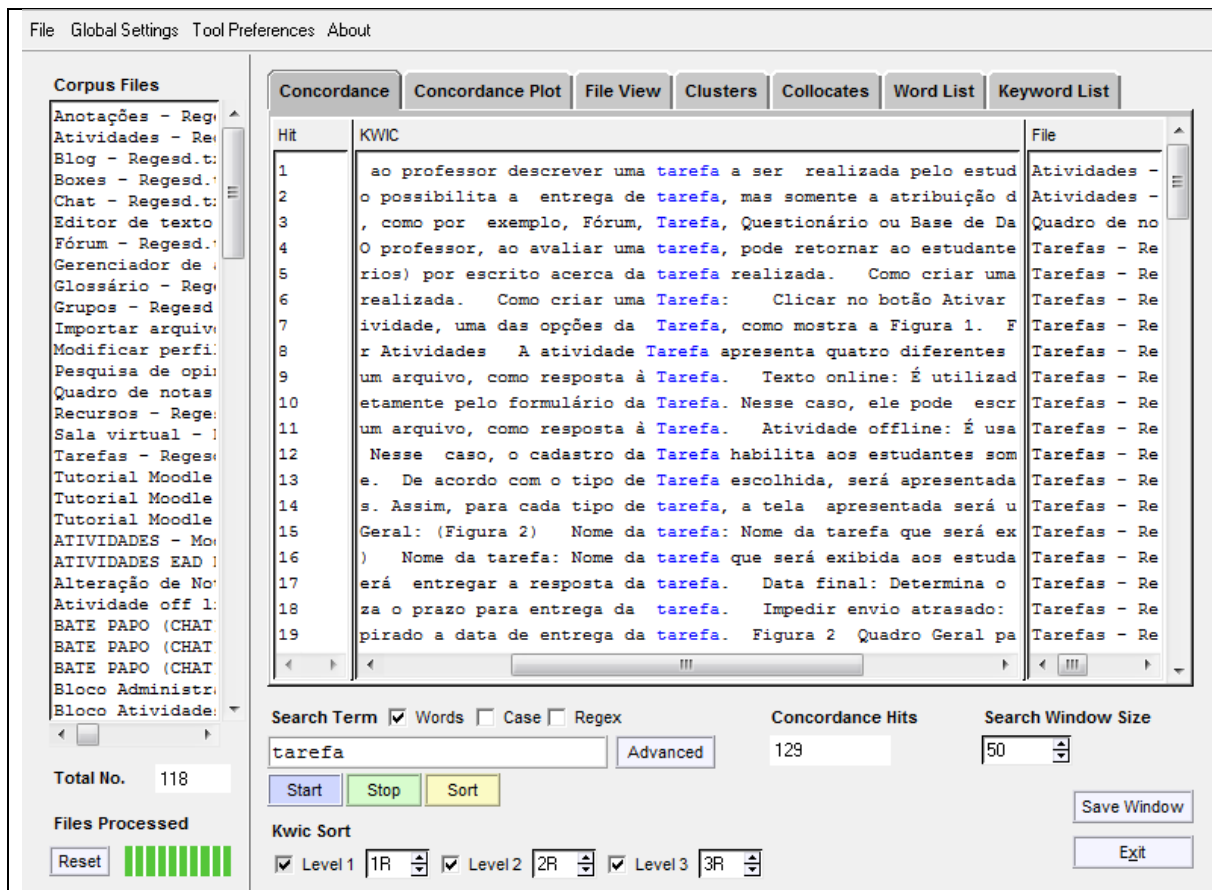 File Global Settings Tool Preferences About
Corpus Files
Anotações - Reg
Atividades - Re
Blog - Regesd.t
Boxes - Regesd.
Chat - Regesd.t
Editor de texto
Fórum - Regesd.
Gerenciador de
Glossário - Reg
Grupos - Regesd
Importar arquiv
Modificar perfi
Pesquisa de opi
Quadro de notas
Recursos - Rege
Sala virtual -
Tarefas - Reges
Tutorial Moodle
Tutorial Moodle
Tutorial Moodle
ATIVIDADES - Mo
ATIVIDADES EAD
Alteração de No
Atividade off l
BATE PAPO (CHAT
BATE PAPO (CHAT
BATE PAPO (CHAT
Bloco Administr
Bloco Atividade
Total No. 118
Files Processed
Reset
Concordance Concordance Plot File View Clusters Collocates Word List Keyword List
Hit KWIC File
1 ao professor descrever uma tarefa a ser realizada pelo estud Atividades -
2 o possibilita a entrega de tarefa, mas somente a atribuição d Atividades -
3 , como por exemplo, Fórum, Tarefa, Questionário ou Base de Da Quadro de no
4 O professor, ao avaliar uma tarefa, pode retornar ao estudante Tarefas - Re
5 rios) por escrito acerca da tarefa realizada. Como criar uma Tarefas - Re
6 realizada. Como criar uma Tarefa: Clicar no botão Ativar Tarefas - Re
7 ividade, uma das opções da Tarefa, como mostra a Figura 1. F Tarefas - Re
8 r Atividades A atividade Tarefa apresenta quatro diferentes Tarefas - Re
9 um arquivo, como resposta à Tarefa. Texto online: É utilizad Tarefas - Re
10 etamente pelo formulário da Tarefa. Nesse caso, ele pode escr Tarefas - Re
11 um arquivo, como resposta à Tarefa. Atividade offline: É usa Tarefas - Re
12 Nesse caso, o cadastro da Tarefa habilita aos estudantes som Tarefas - Re
13 e. De acordo com o tipo de Tarefa escolhida, será apresentada Tarefas - Re
14 s. Assim, para cada tipo de tarefa, a tela apresentada será u Tarefas - Re
15 Geral: (Figura 2) Nome da tarefa: Nome da tarefa que será ex Tarefas - Re
16 ) Nome da tarefa: Nome da tarefa que será exibida aos estuda Tarefas - Re
17 erá entregar a resposta da tarefa. Data final: Determina o Tarefas - Re
18 za o prazo para entrega da tarefa. Impedir envio atrasado: Tarefas - Re
19 pirado a data de entrega da tarefa. Figura 2 Quadro Geral pa Tarefas - Re
Search Term Words Case Regex Concordance Hits Search Window Size
tarefa Advanced 129 50
Start Stop Sort
Save Window
Kwic Sort
Level 1 1R Level 2 2R Level 3 3R
Exit